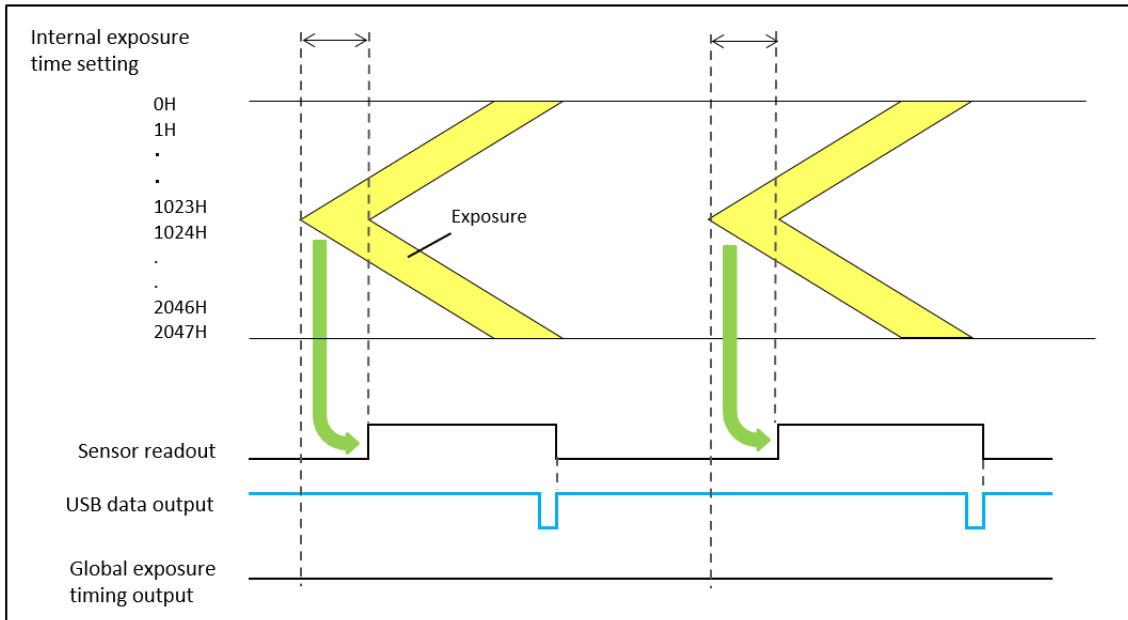 Internal exposure
time setting
0H
1H
.
.
1023H
1024H
.
.
2046H
2047H
Exposure
Sensor readout
USB data output
Global exposure
timing output